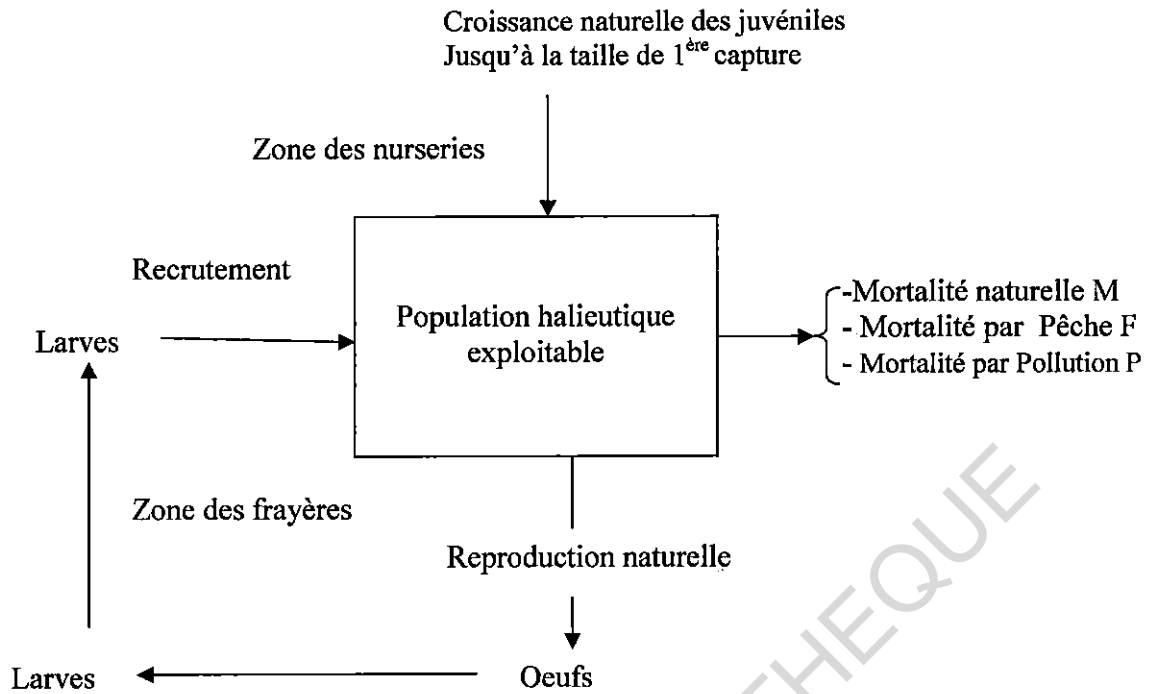 Croissance naturelle des juvéniles
Jusqu'à la taille de 1ère capture
Zone des nurseries
Recrutement
Larves
Population halieutique
exploitable
-Mortalité naturelle M
- Mortalité par Pêche F
- Mortalité par Pollution P
Zone des frayères
Reproduction naturelle
Larves
Oeufs
THEQUE